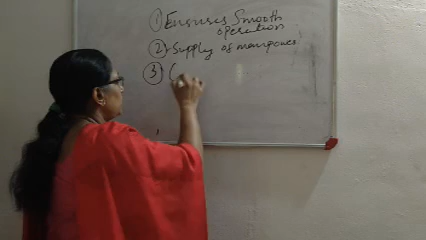 ① Ensures Smooth
operation
② Supply of manpower
③ (